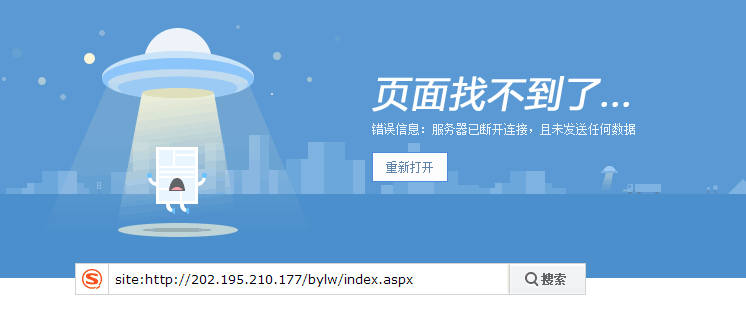 页面找不到了...
错误信息：服务器已断开连接，且未发送任何数据
重新打开
site:http://202.195.210.177/bylw/index.aspx
搜索